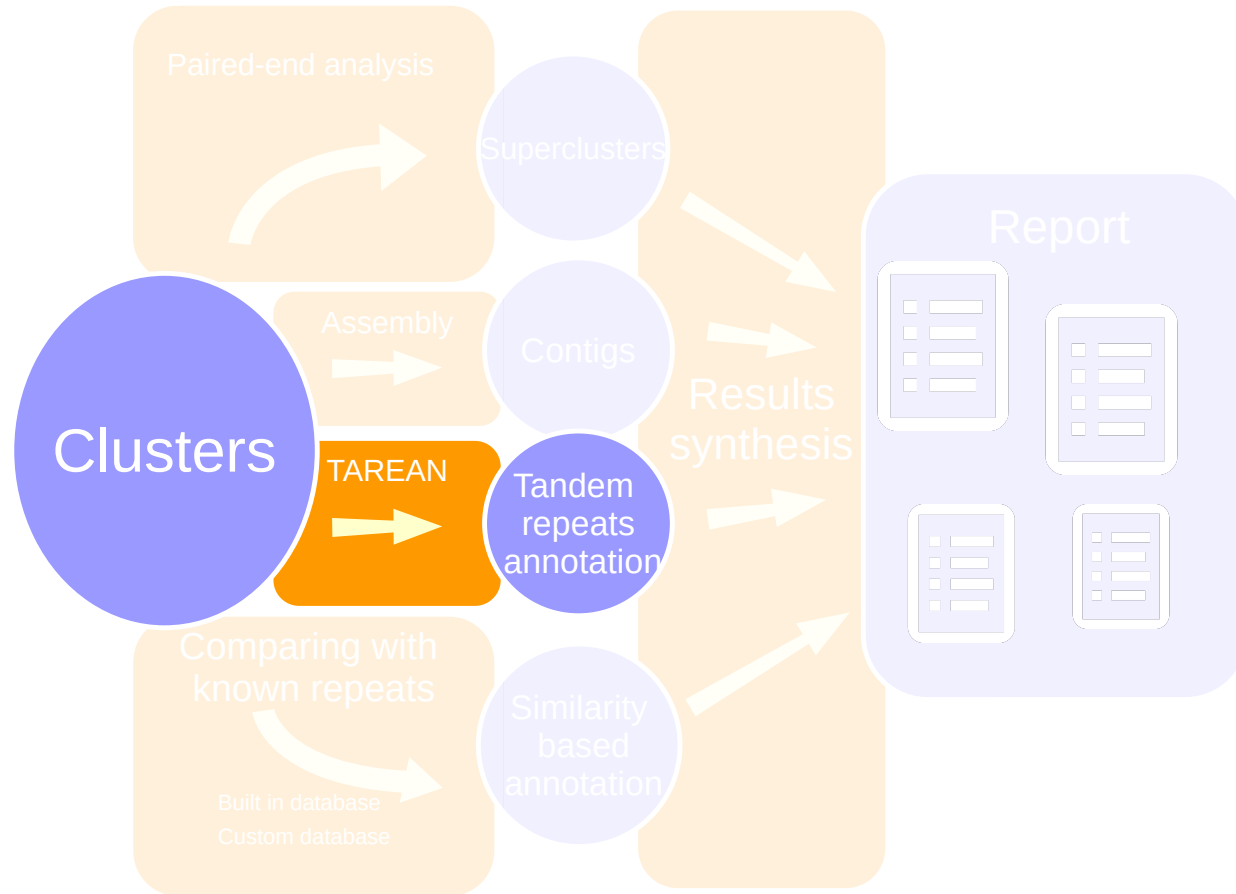 Paired-end analysis
Superclusters
Report
Assembly
Contigs
Results
synthesis
Clusters
TAREAN
Tandem
repeats
annotation
Comparing with
known repeats
Similarity
based
annotation
Built in database
Custom database